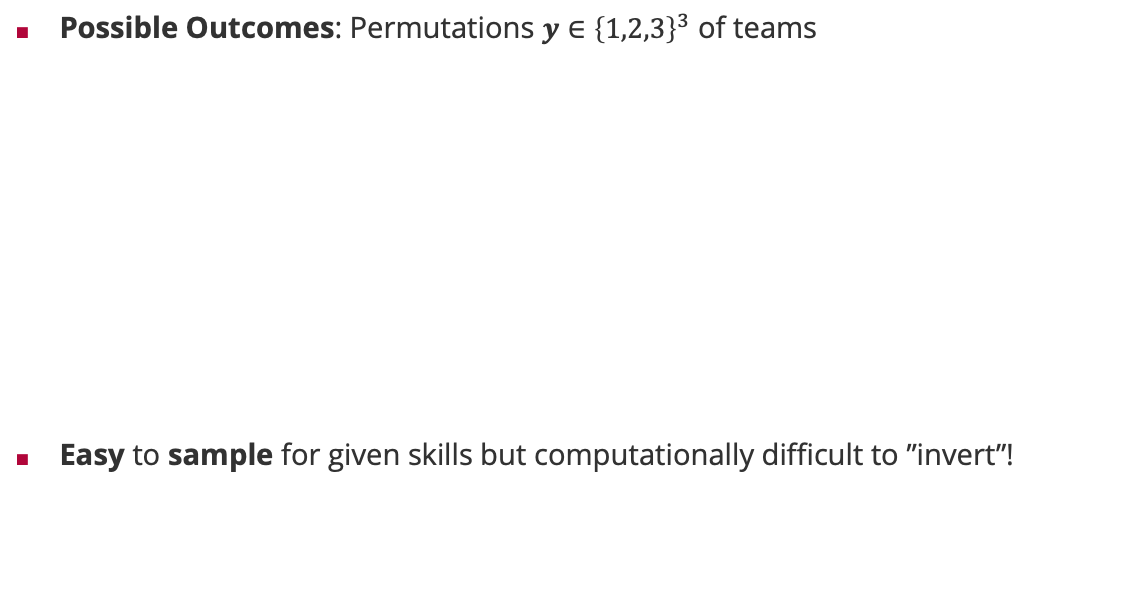 ▪ Possible Outcomes: Permutations y ∈ {1,2,3}³ of teams
▪ Easy to sample for given skills but computationally difficult to ”invert”!